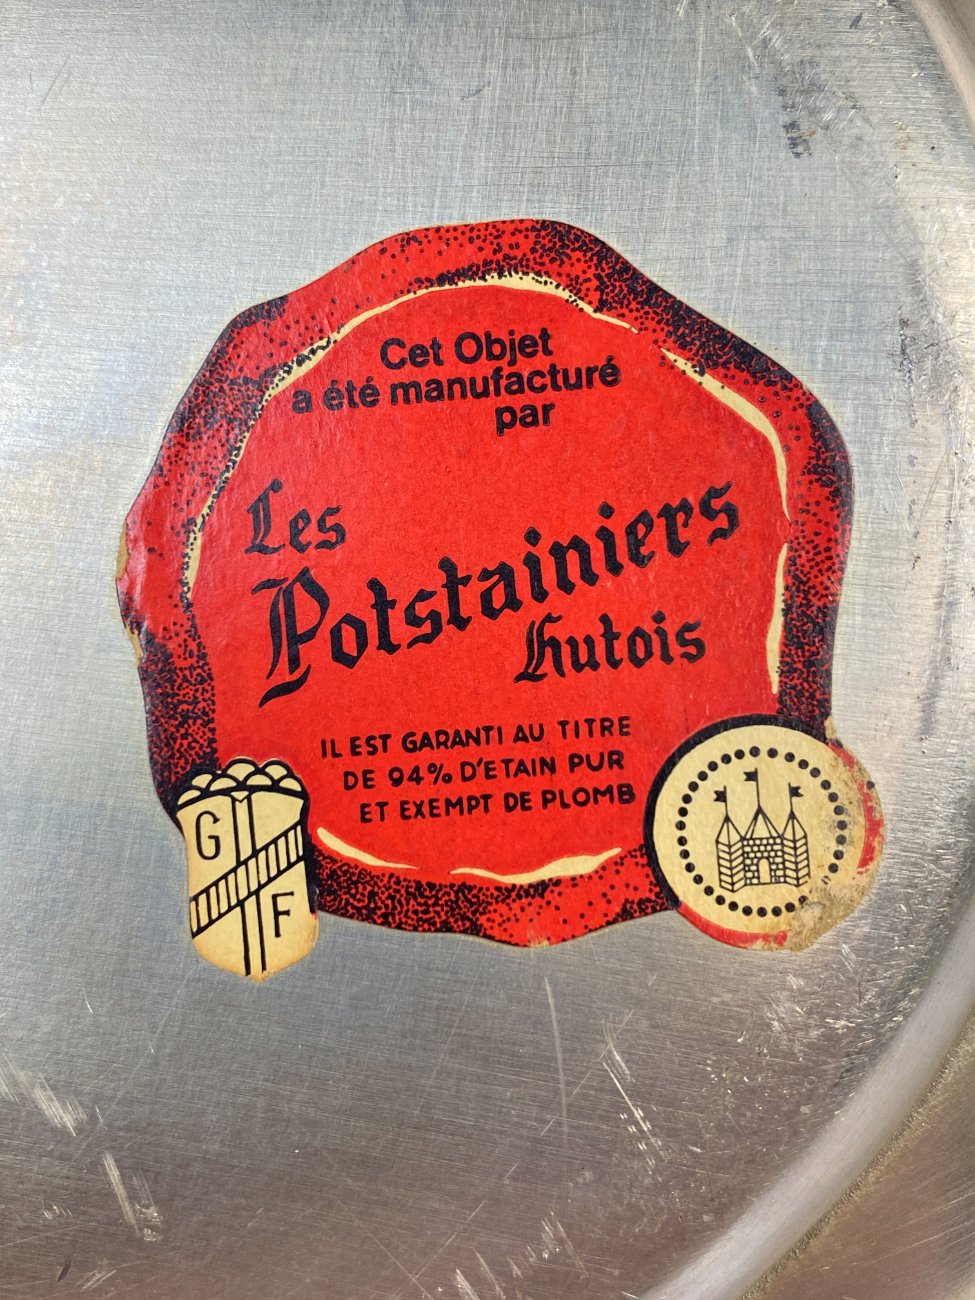 Cet Objet
a été manufacturé
par
Les
Potstainiers
hutois
IL EST GARANTI AU TITRE
DE 94% D'ETAIN PUR
ET EXEMPT DE PLOMB
G
F